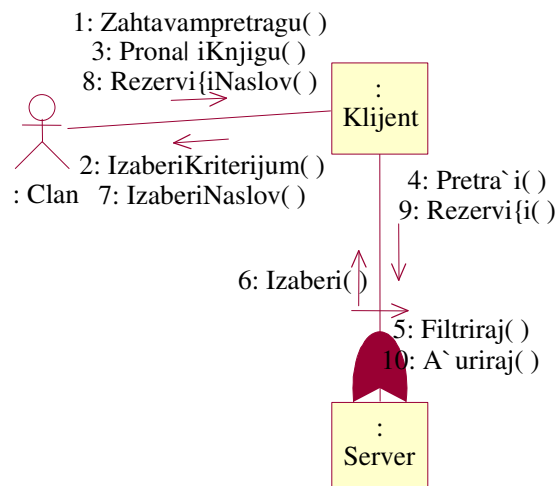 1: Zahtavampretragu( )
3: Pronal iKnjigu( )
8: Rezervi{iNaslov( )
:
Klijent
2: IzaberiKriterijum( )
: Clan
7: IzaberiNaslov( )
4: Pretra`i( )
9: Rezervi{i( )
6: Izaberi( )
5: Filtriraj( )
10: A`uriraj( )
:
Server